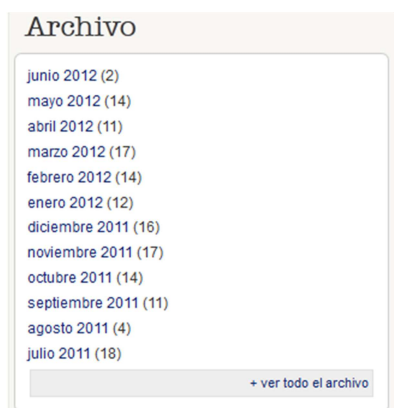 Archivo
junio 2012 (2)
mayo 2012 (14)
abril 2012 (11)
marzo 2012 (17)
febrero 2012 (14)
enero 2012 (12)
diciembre 2011 (16)
noviembre 2011 (17)
octubre 2011 (14)
septiembre 2011 (11)
agosto 2011 (4)
julio 2011 (18)
+ ver todo el archivo